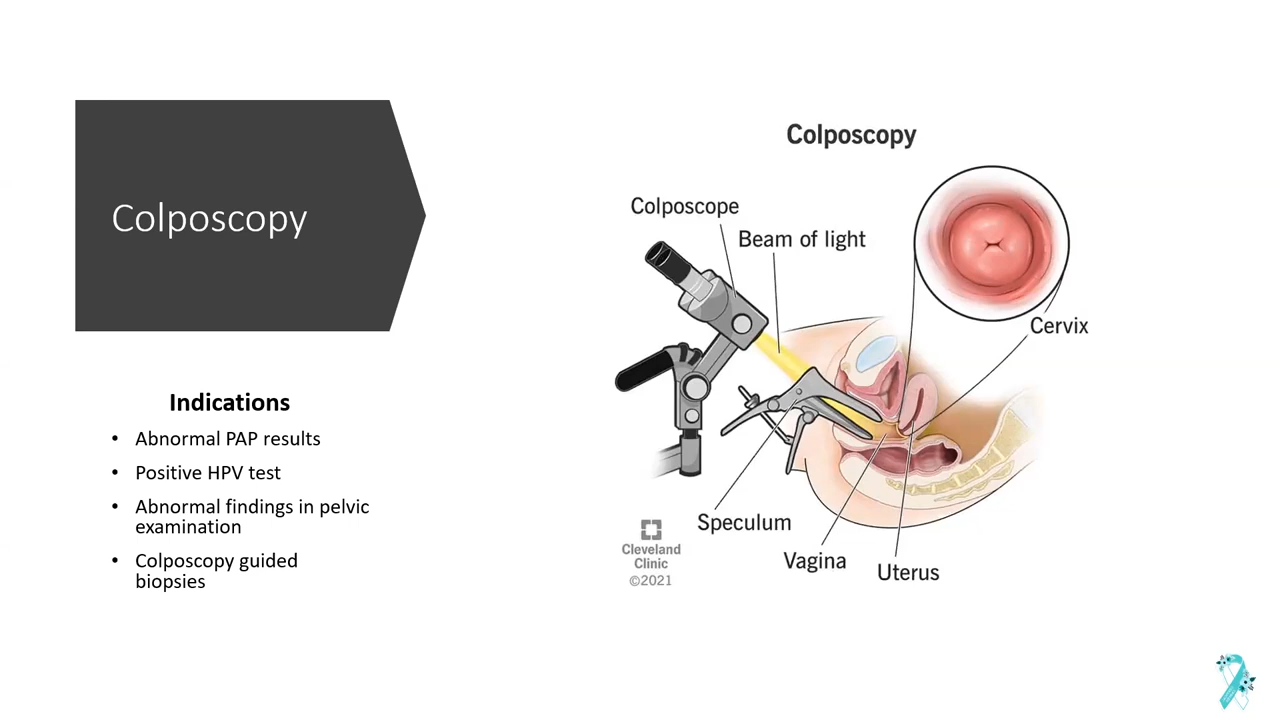 Colposcopy
Indications
• Abnormal PAP results
• Positive HPV test
• Abnormal findings in pelvic
examination
• Colposcopy guided
biopsies
Colposcopy
Colposcope
Beam of light
Cervix
Speculum
Vagina
Uterus
Cleveland
Clinic
©2021